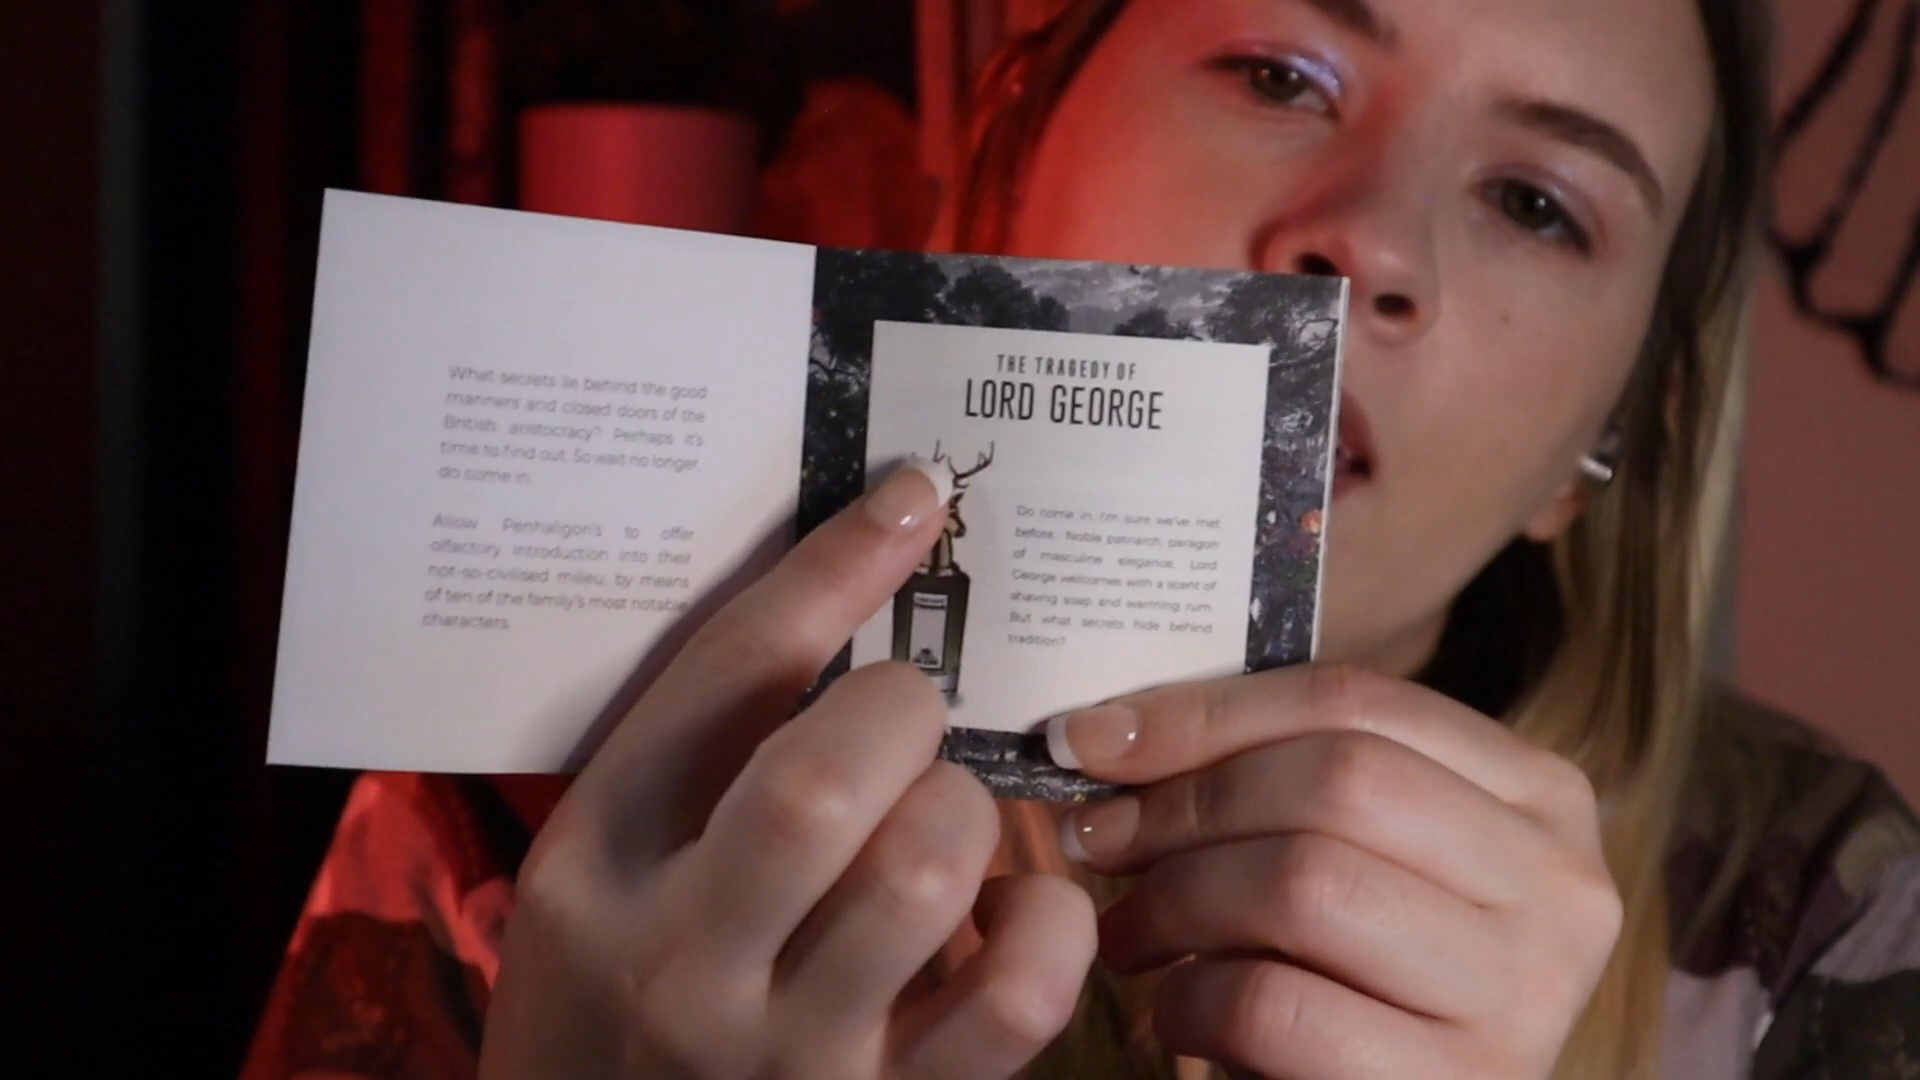 What secrets lie behind the good
manners and closed doors of the
British aristocracy? Perhaps it's
time to find out. So wait no longer,
do come in.
Allow Penhaligon's to offer
olfactory introduction into their
not-so-civilised milieu, by means
of ten of the family's most notable
characters.
THE TRAGEDY OF
LORD GEORGE
Do come in, I'm sure we've met
before. Noble patriarch, paragon
of masculine elegance, Lord
George welcomes with a scent of
shaving soap and warming rum.
But what secrets hide behind
tradition?